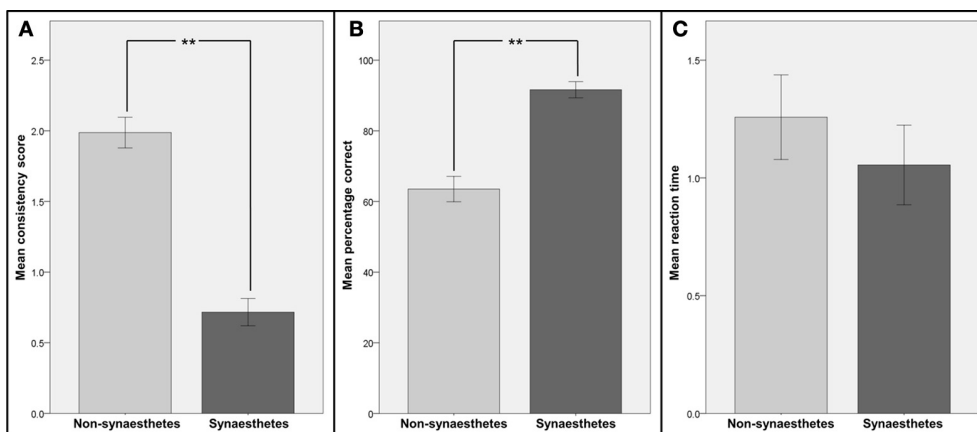 A
**
Mean consistency score
2.5
2.0
1.5
1.0
0.5
0.0
Non-synaesthetes Synaesthetes
B
**
Mean percentage correct
100
80
60
40
20
0
Non-synaesthetes Synaesthetes
C
Mean reaction time
1.5
1.0
0.5
0.0
Non-synaesthetes Synaesthetes